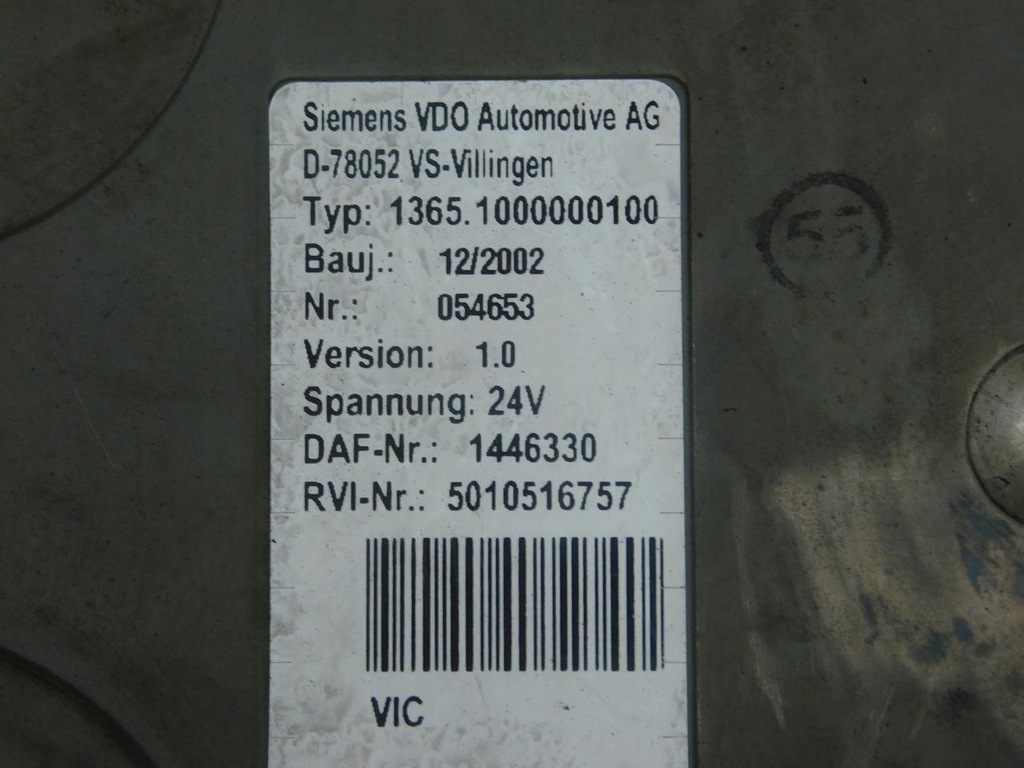 Siemens VDO Automotive AG
D-78052 VS-Villingen
Typ: 1365.1000000100
Bauj.: 12/2002
Nr.: 054653
Version: 1.0
Spannung: 24V
DAF-Nr.: 1446330
RVI-Nr.: 5010516757
VIC
55